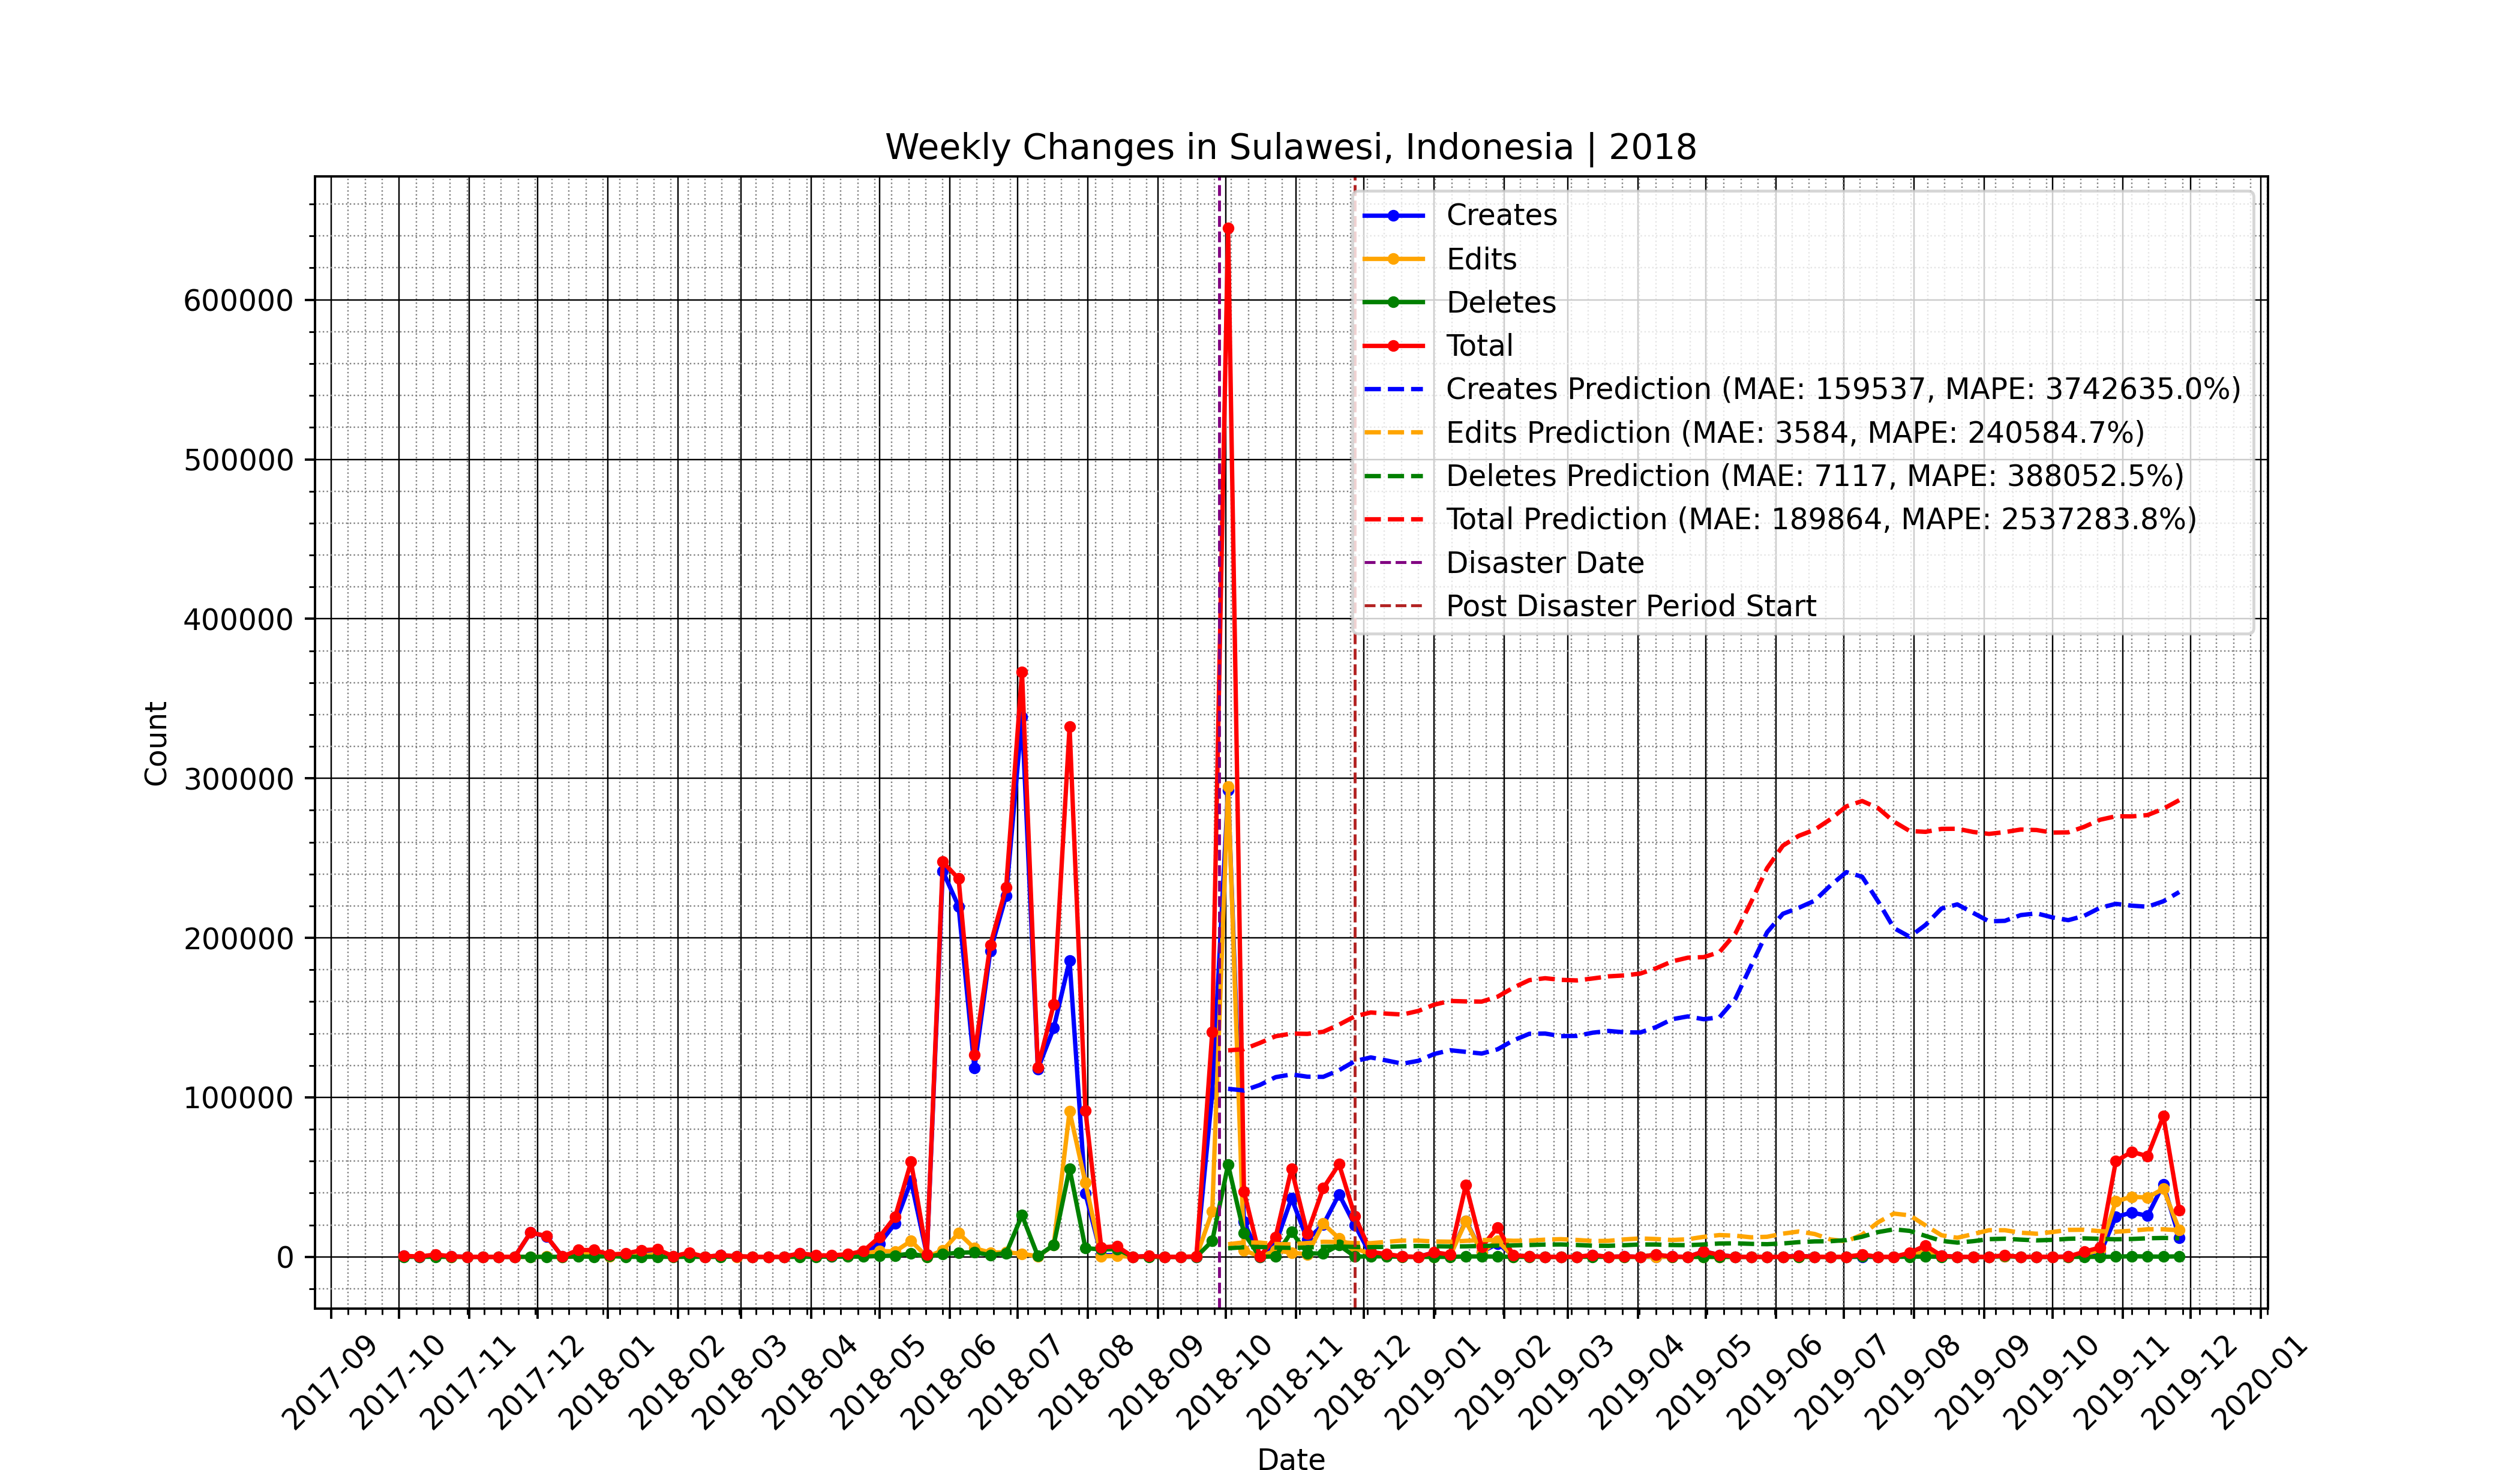 Weekly Changes in Sulawesi, Indonesia | 2018
Creates
Edits
Deletes
Total
Creates Prediction (MAE: 159537, MAPE: 3742635.0%)
Edits Prediction (MAE: 3584, MAPE: 240584.7%)
Deletes Prediction (MAE: 7117, MAPE: 388052.5%)
Total Prediction (MAE: 189864, MAPE: 2537283.8%)
Disaster Date
Post Disaster Period Start
Count
600000
500000
400000
300000
200000
100000
0
2017-09
2017-10
2017-11
2017-12
2018-01
2018-02
2018-03
2018-04
2018-05
2018-06
2018-07
2018-08
2018-09
2018-10
2018-11
2018-12
2019-01
2019-02
2019-03
2019-04
2019-05
2019-06
2019-07
2019-08
2019-09
2019-10
2019-11
2019-12
2020-01
Date